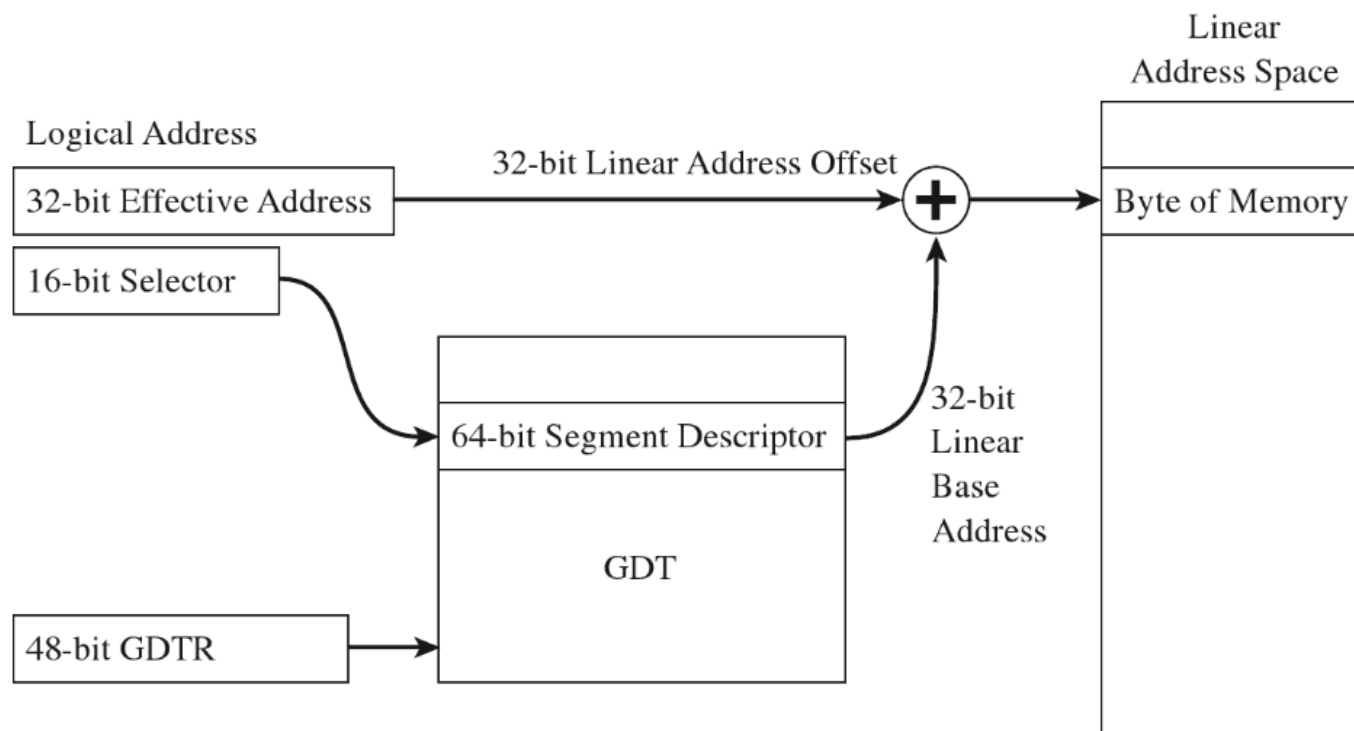 Linear
Address Space
Logical Address
32-bit Linear Address Offset
32-bit Effective Address
Byte of Memory
16-bit Selector
64-bit Segment Descriptor
32-bit
Linear
Base
Address
GDT
48-bit GDTR